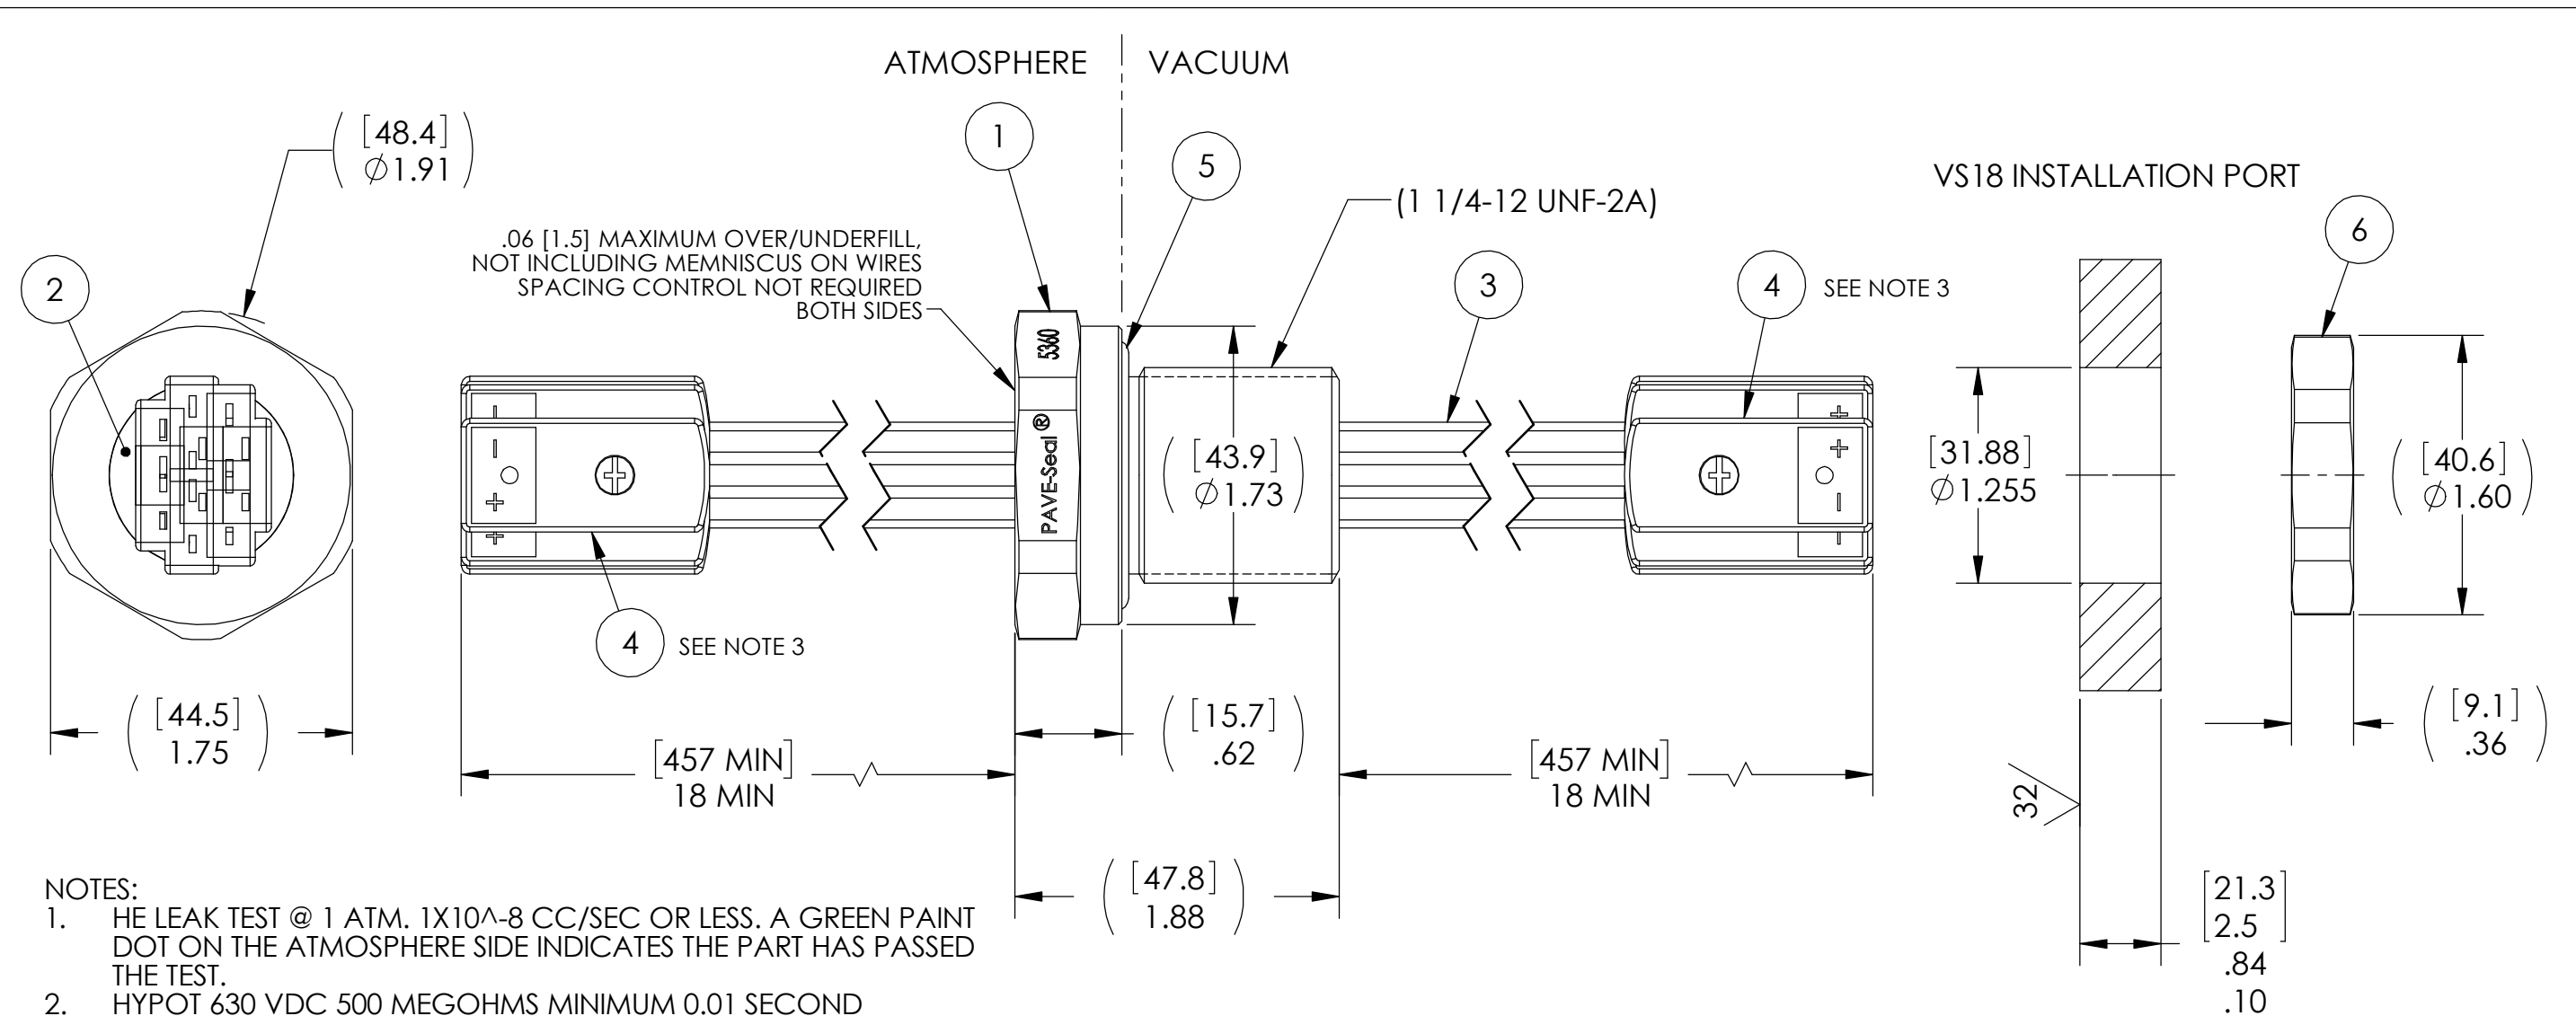 ATMOSPHERE
VACUUM
[48.4]
Ø1.91
1
5
VS18 INSTALLATION PORT
(1 1/4-12 UNF-2A)
6
2
.06 [1.5] MAXIMUM OVER/UNDERFILL,
NOT INCLUDING MEMNISCUS ON WIRES
SPACING CONTROL NOT REQUIRED
BOTH SIDES
3
4
SEE NOTE 3
5360
PAVE-Seal ®
([43.9]
Ø1.73)
[31.88]
Ø1.255
([40.6]
Ø1.60)
4
SEE NOTE 3
([44.5]
1.75)
[457 MIN]
18 MIN
([15.7]
.62)
[457 MIN]
18 MIN
([9.1]
.36)
32
([47.8]
1.88)
[21.3
2.5]
.84
.10
NOTES:
1. HE LEAK TEST @ 1 ATM. 1X10^-8 CC/SEC OR LESS. A GREEN PAINT
DOT ON THE ATMOSPHERE SIDE INDICATES THE PART HAS PASSED
THE TEST.
2. HYPOT 630 VDC 500 MEGOHMS MINIMUM 0.01 SECOND